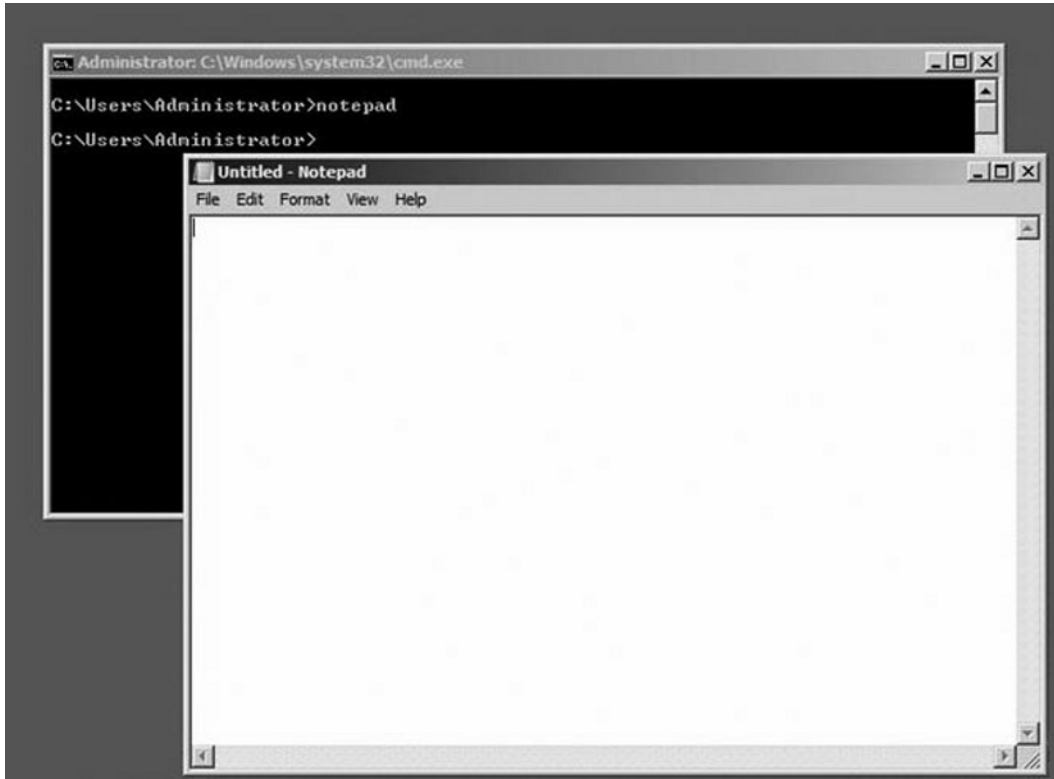 Administrator: C:\Windows\system32\cmd.exe
C:\Users\Administrator>notepad
C:\Users\Administrator>
Untitled - Notepad
File Edit Format View Help